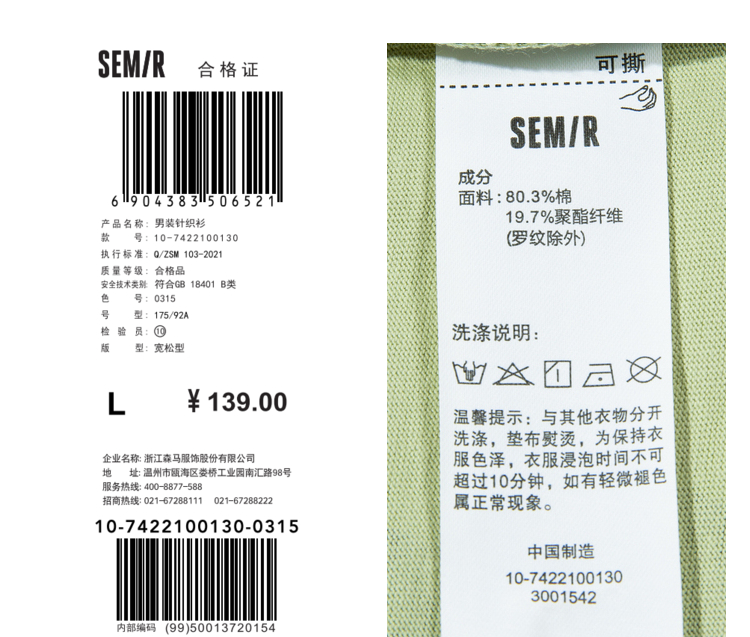 SEMIR 合格证
6 904383 506521
产品名称: 男装针织衫
款 号: 10-7422100130
执行标准: Q/ZSM 103-2021
质量等级: 合格品
安全技术类别: 符合GB 18401 B类
色 号: 0315
号 型: 175/92A
检 验 员: ⑩
版 型: 宽松型
L ¥139.00
企业名称: 浙江森马服饰股份有限公司
地 址: 温州市瓯海区娄桥工业园南汇路98号
服务热线: 400-8877-588
招商热线: 021-67288111 021-67288222
10-7422100130-0315
内部编码 (99)50013720154
可撕
SEMIR
成分
面料:80.3%棉
19.7%聚酯纤维
(罗纹除外)
洗涤说明:
温馨提示:与其他衣物分开
洗涤,垫布熨烫,为保持衣
服色泽,衣服浸泡时间不可
超过10分钟,如有轻微褪色
属正常现象。
中国制造
10-7422100130
3001542